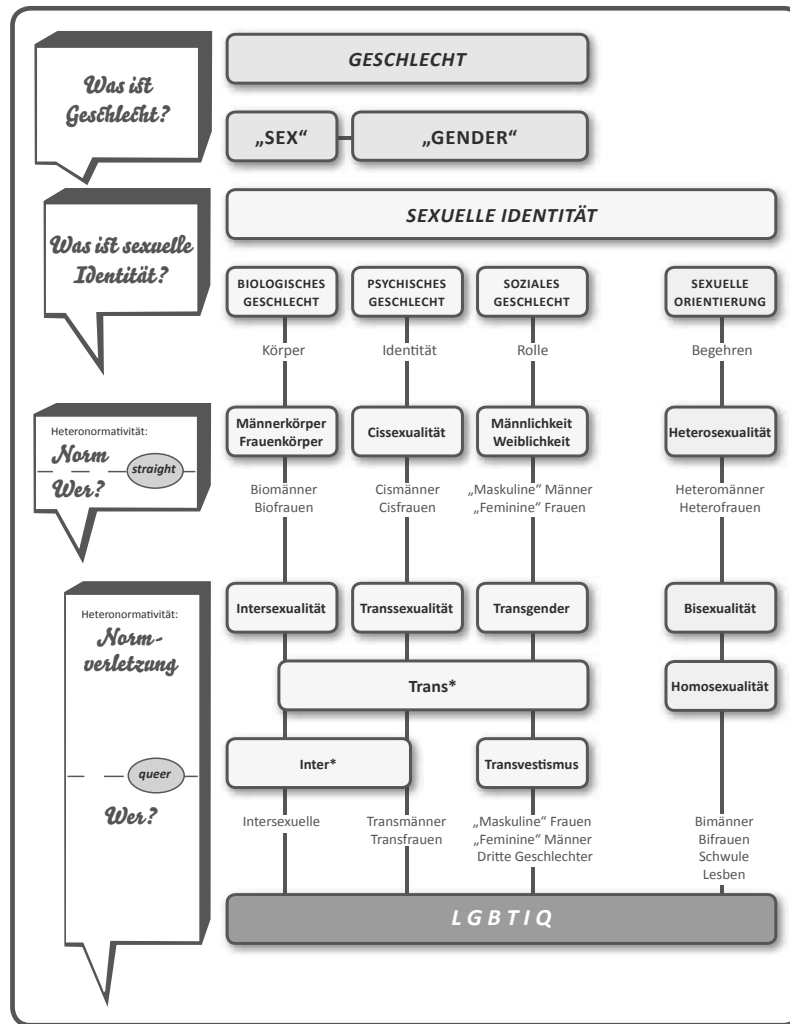 Was ist
Geschlecht?
GESCHLECHT
„SEX“
„GENDER“
Was ist sexuelle
Identität?
SEXUELLE IDENTITÄT
BIOLOGISCHES
GESCHLECHT
PSYCHISCHES
GESCHLECHT
SOZIALES
GESCHLECHT
SEXUELLE
ORIENTIERUNG
Körper
Identität
Rolle
Begehren
Heteronormativität:
Norm
straight
Wer?
Männerkörper
Frauenkörper
Cissexualität
Männlichkeit
Weiblichkeit
Heterosexualität
Biomänner
Biofrauen
Cismänner
Cisfrauen
„Maskuline“ Männer
„Feminine“ Frauen
Heteromänner
Heterofrauen
Heteronormativität:
Norm-
verletzung
queer
Wer?
Intersexualität
Transsexualität
Transgender
Bisexualität
Trans*
Homosexualität
Inter*
Transvestismus
Intersexuelle
Transmänner
Transfrauen
„Maskuline“ Frauen
„Feminine“ Männer
Dritte Geschlechter
Bimänner
Bifrauen
Schwule
Lesben
LGBTIQ